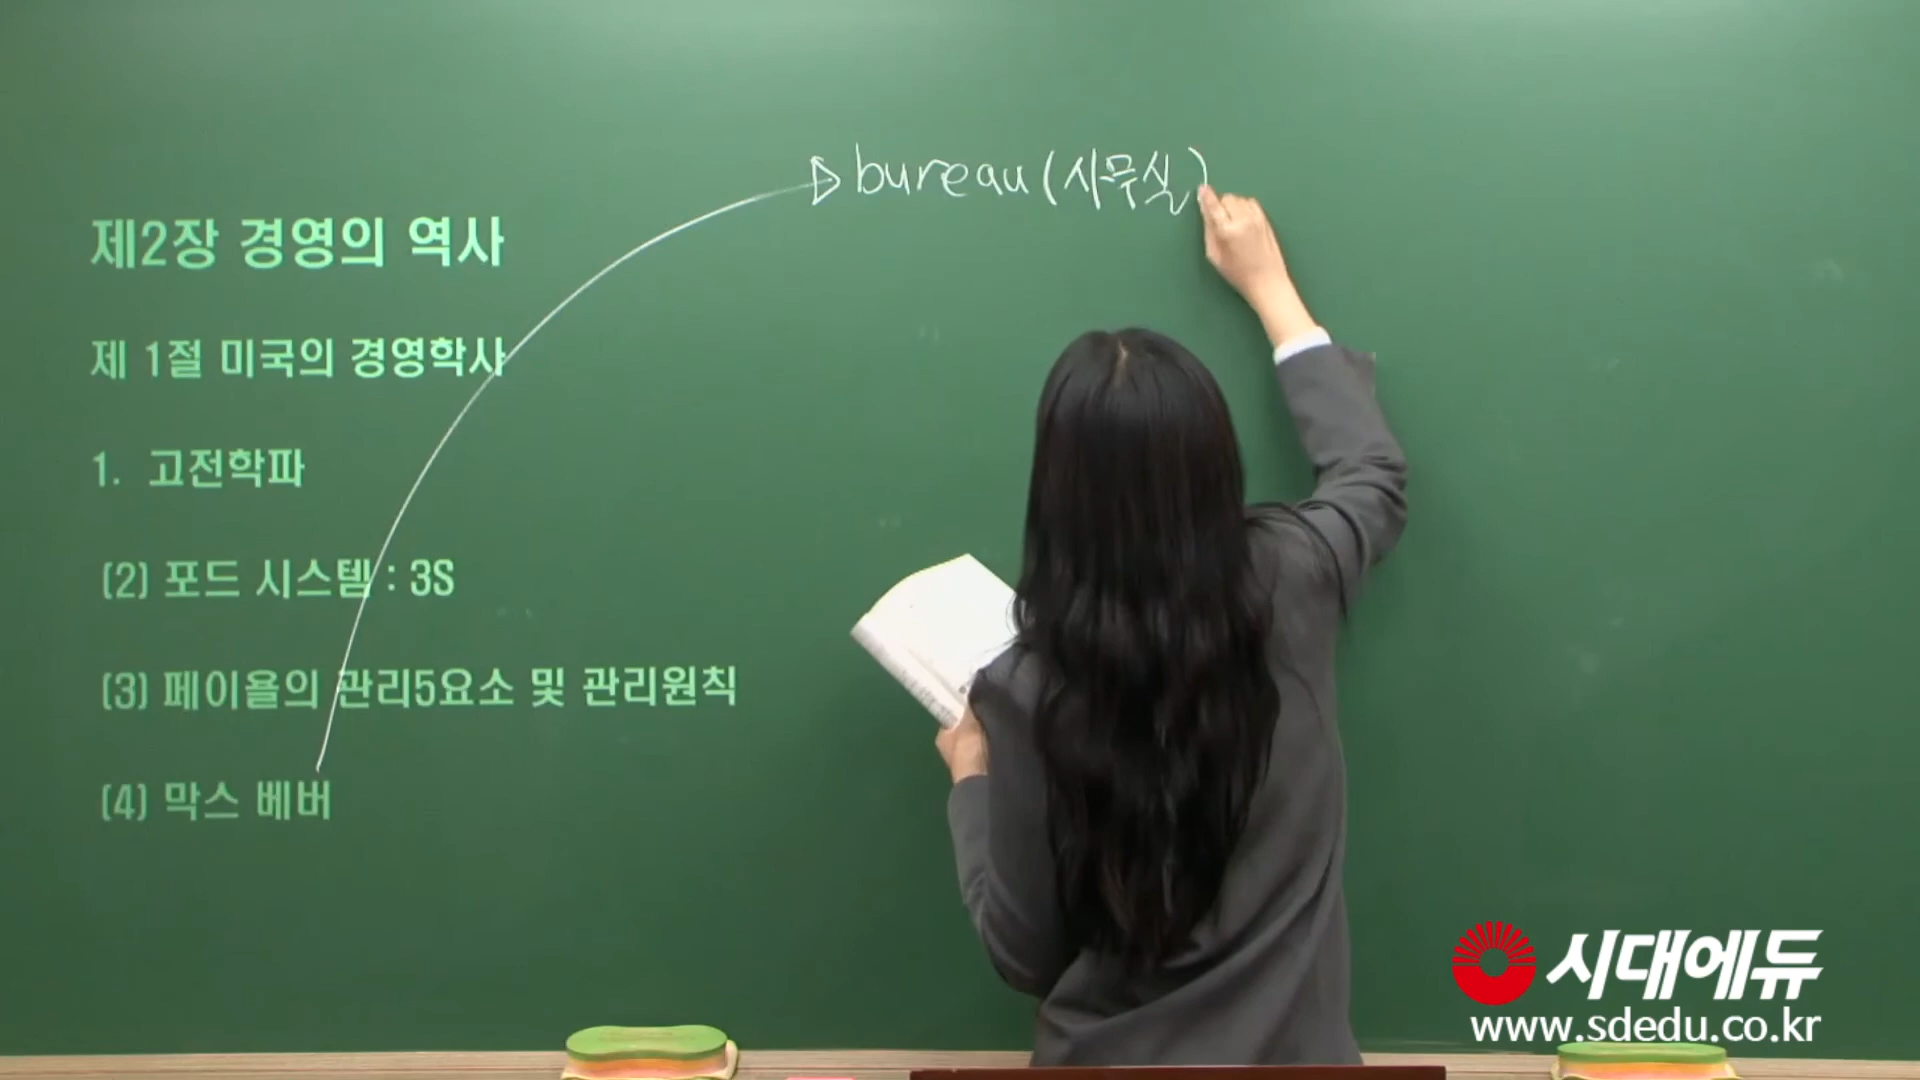 bureau (사무실)
제2장 경영의 역사
제 1절 미국의 경영학사
1. 고전학파
(2) 포드 시스템 : 3S
(3) 페이욜의 관리5요소 및 관리원칙
(4) 막스 베버
시대에듀
www.sdedu.co.kr